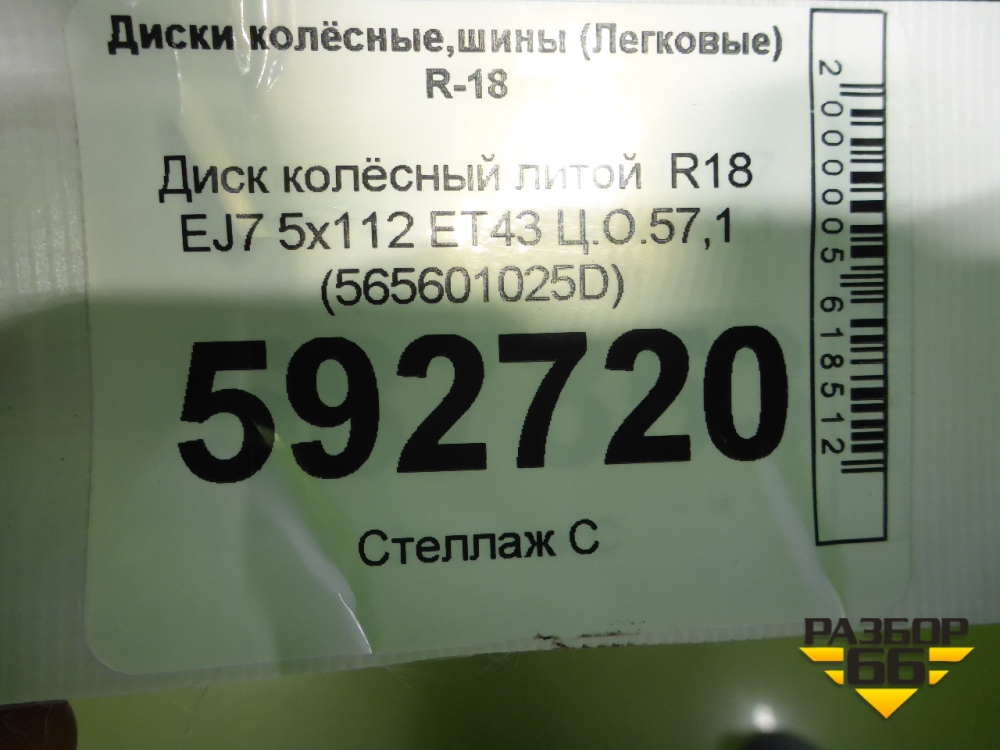 Диски колёсные,шины (Легковые)
R-18
Диск колёсный литой R18
EJ7 5x112 ET43 Ц.О.57,1
(565601025D)
592720
Стеллаж С
2000005618512
РАЗБОР
66